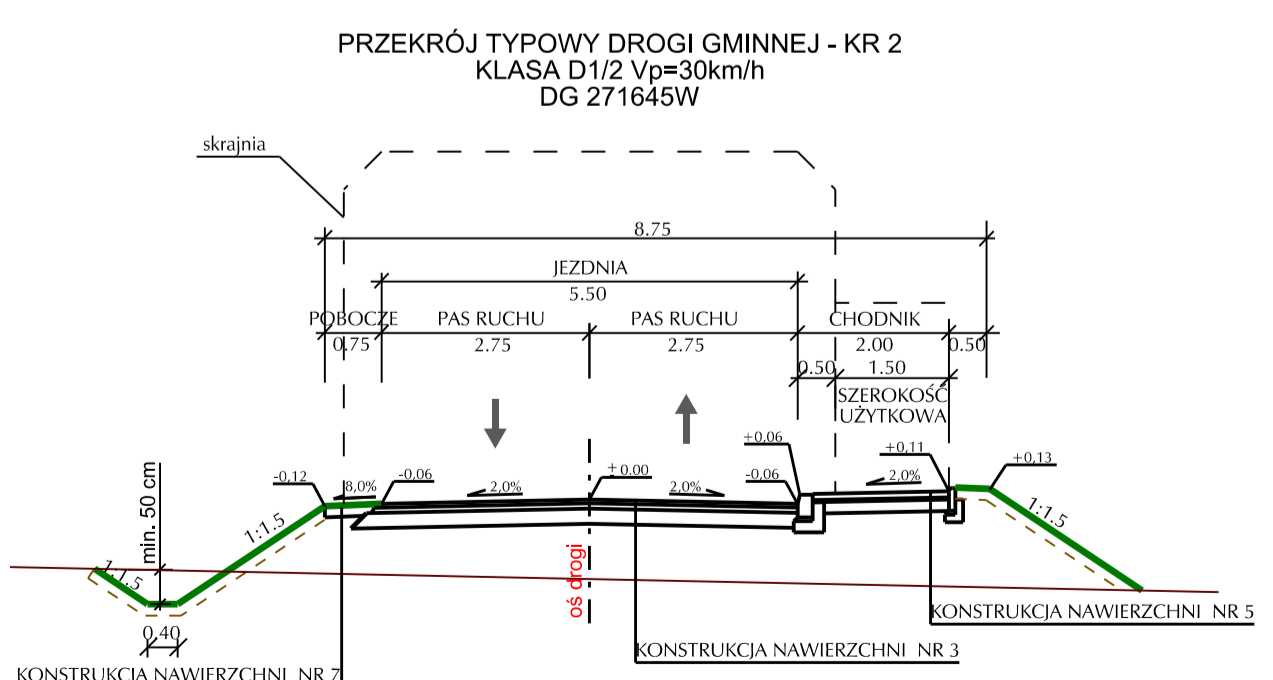 PRZEKRÓJ TYPOWY DROGI GMINNEJ - KR 2
KLASA D1/2 Vp=30km/h
DG 271645W
skrajnia
8.75
JEZDNIA
5.50
POBOCZE PAS RUCHU PAS RUCHU CHODNIK
0.75 2.75 2.75 2.00 0.50
0.50 1.50
SZEROKOŚĆ
UŻYTKOWA
+0,06 +0,11 +0,13
-0,12 8,0% -0,06 2,0% +0.00 2,0% -0,06 2,0%
min. 50 cm
1:1.5
1:1.5
1:1.5
oś drogi
0.40
KONSTRUKCJA NAWIERZCHNI NR 5
KONSTRUKCJA NAWIERZCHNI NR 3
KONSTRUKCJA NAWIERZCHNI NR 7